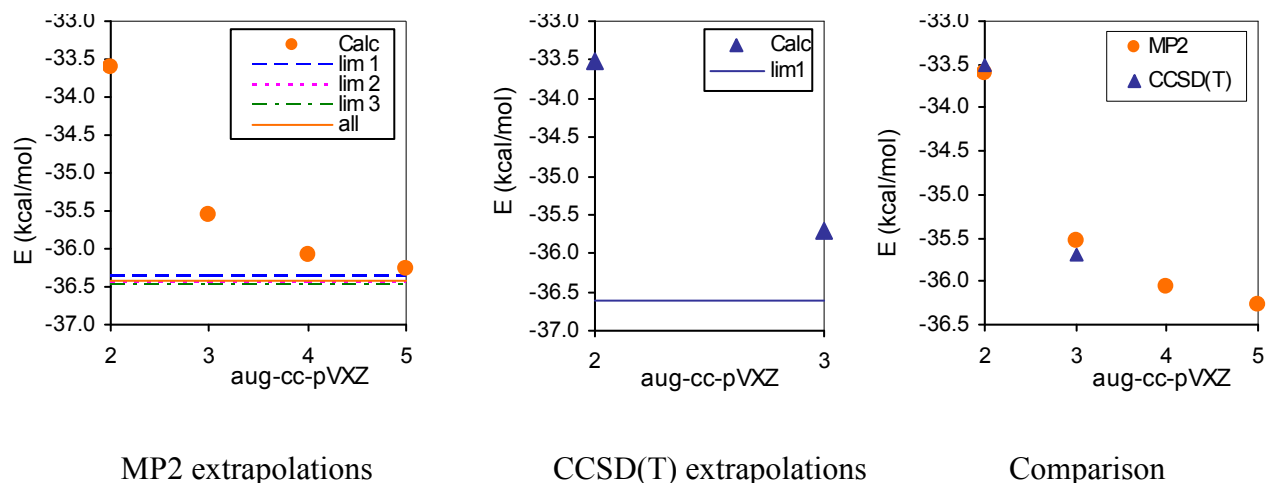 -33.0
-33.5
-34.0
-34.5
-35.0
-35.5
-36.0
-36.5
-37.0
E (kcal/mol)
2 3 4 5
aug-cc-pVXZ
Calc
lim 1
lim 2
lim 3
all
MP2 extrapolations
-33.0
-33.5
-34.0
-34.5
-35.0
-35.5
-36.0
-36.5
-37.0
E (kcal/mol)
2 3
aug-cc-pVXZ
Calc
lim1
CCSD(T) extrapolations
-33.0
-33.5
-34.0
-34.5
-35.0
-35.5
-36.0
-36.5
E (kcal/mol)
2 3 4 5
aug-cc-pVXZ
MP2
CCSD(T)
Comparison